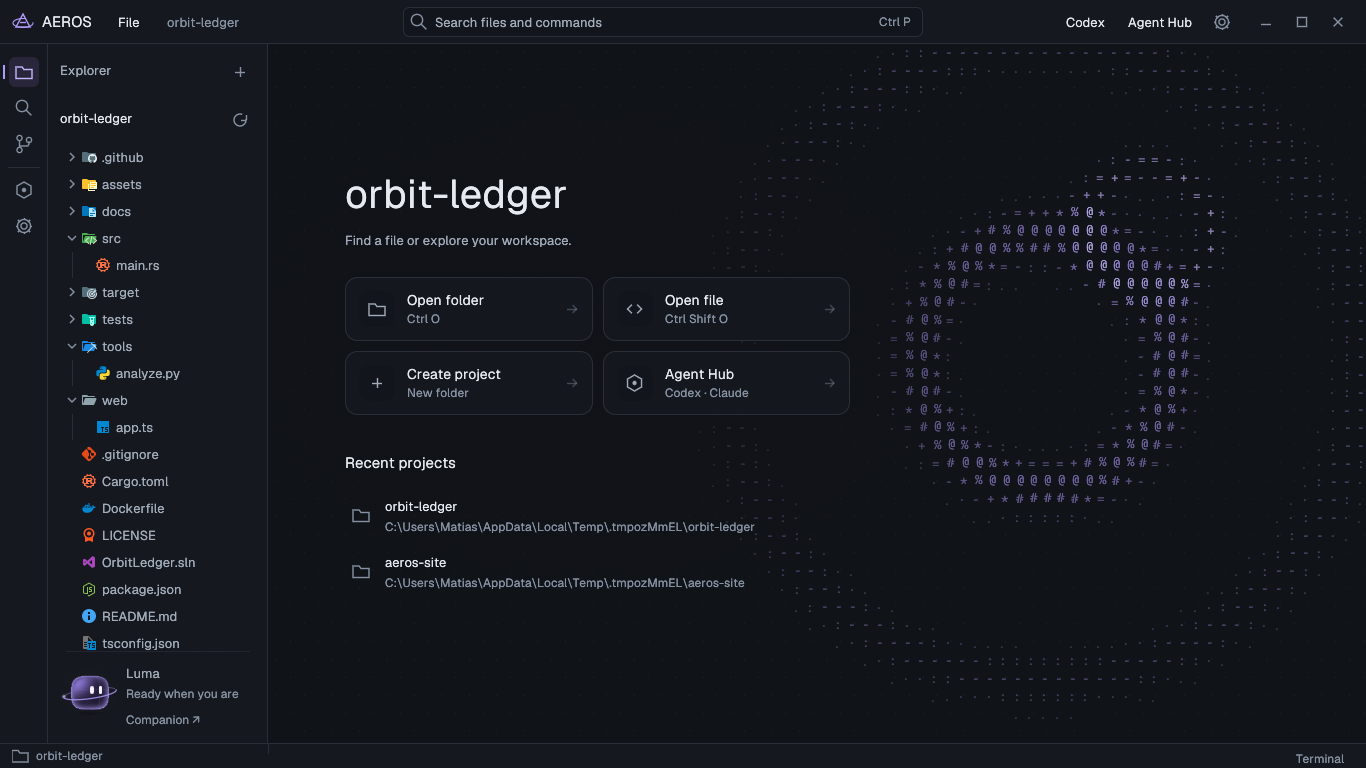 AEROS
File
orbit-ledger
Search files and commands
Ctrl P
Codex
Agent Hub
Explorer
orbit-ledger
.github
assets
docs
src
main.rs
target
tests
tools
analyze.py
web
app.ts
.gitignore
Cargo.toml
Dockerfile
LICENSE
OrbitLedger.sln
package.json
README.md
tsconfig.json
Luma
Ready when you are
Companion ↗
orbit-ledger
Find a file or explore your workspace.
Open folder
Ctrl O
Open file
Ctrl Shift O
Create project
New folder
Agent Hub
Codex · Claude
Recent projects
orbit-ledger
C:\Users\Matias\AppData\Local\Temp\.tmpozMmEL\orbit-ledger
aeros-site
C:\Users\Matias\AppData\Local\Temp\.tmpozMmEL\aeros-site
orbit-ledger
Terminal